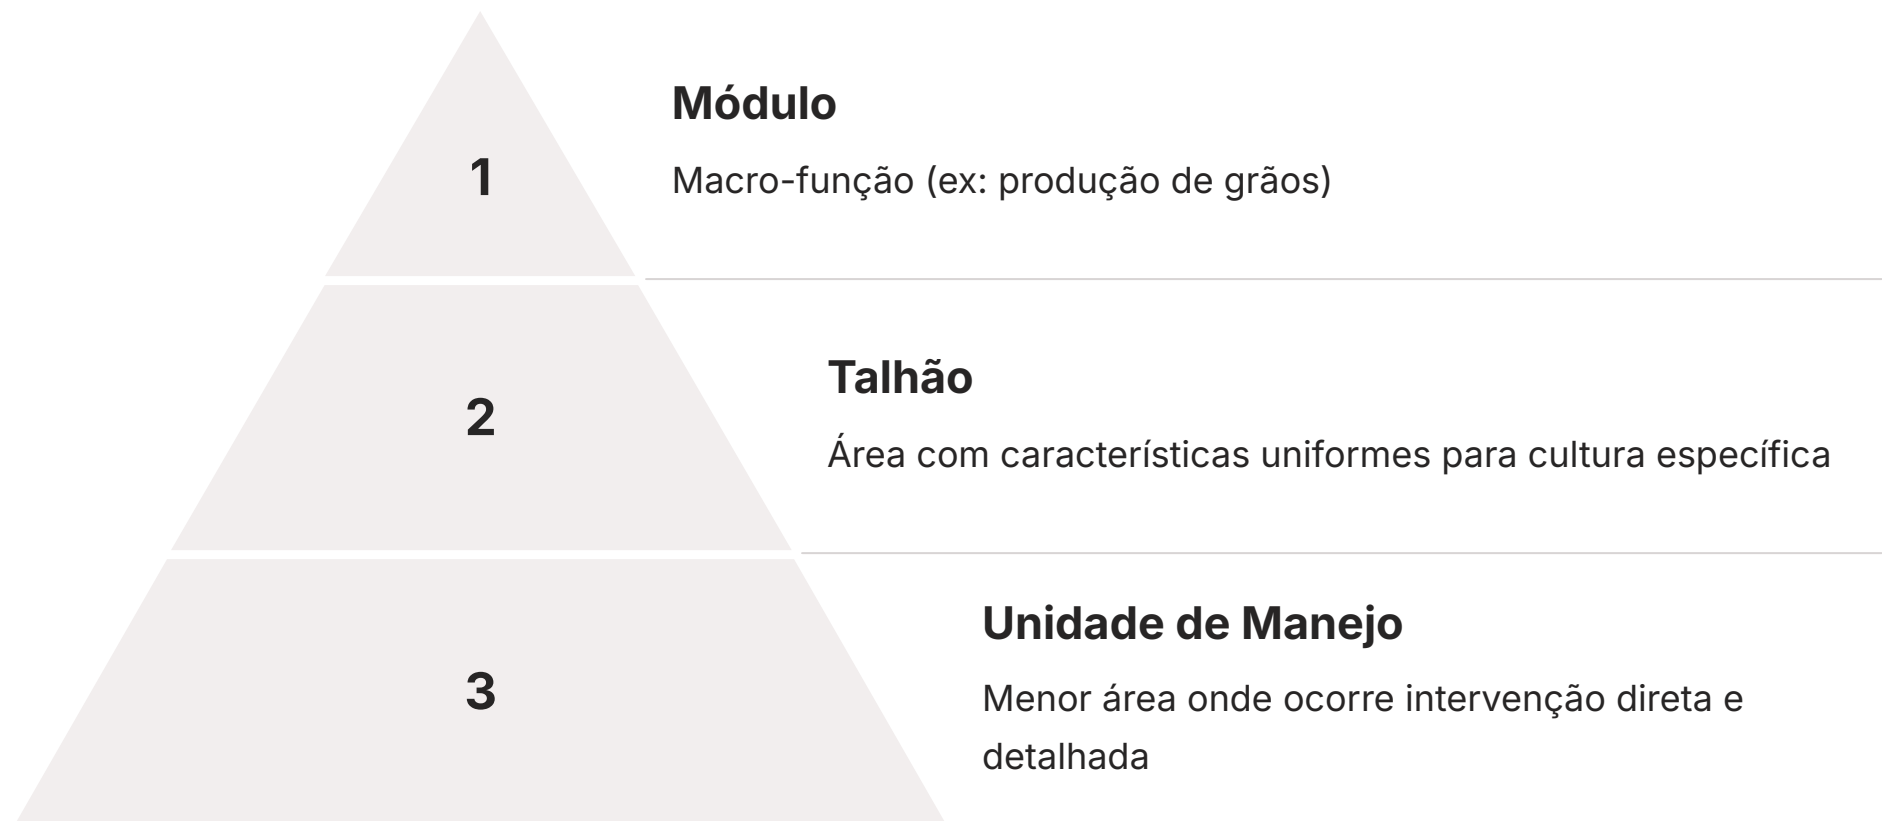 1
Módulo
Macro-função (ex: produção de grãos)
2
Talhão
Área com características uniformes para cultura específica
3
Unidade de Manejo
Menor área onde ocorre intervenção direta e
detalhada